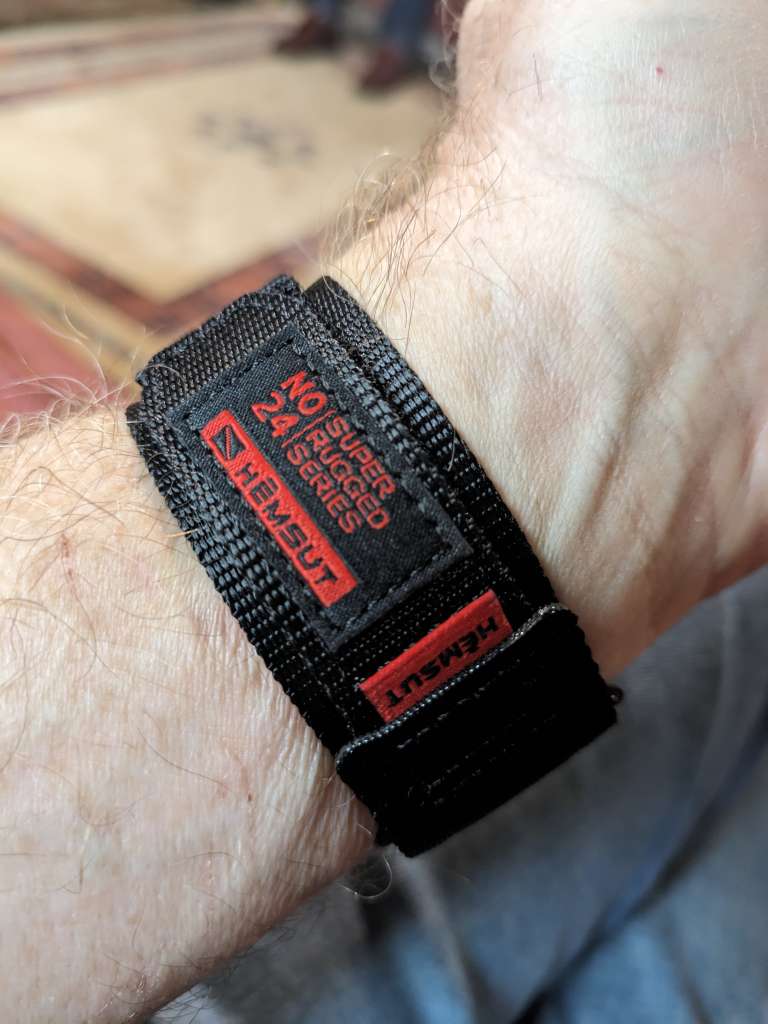 NO
24
SUPER
RUGGED
SERIES
HEMSUT
HEMSUT